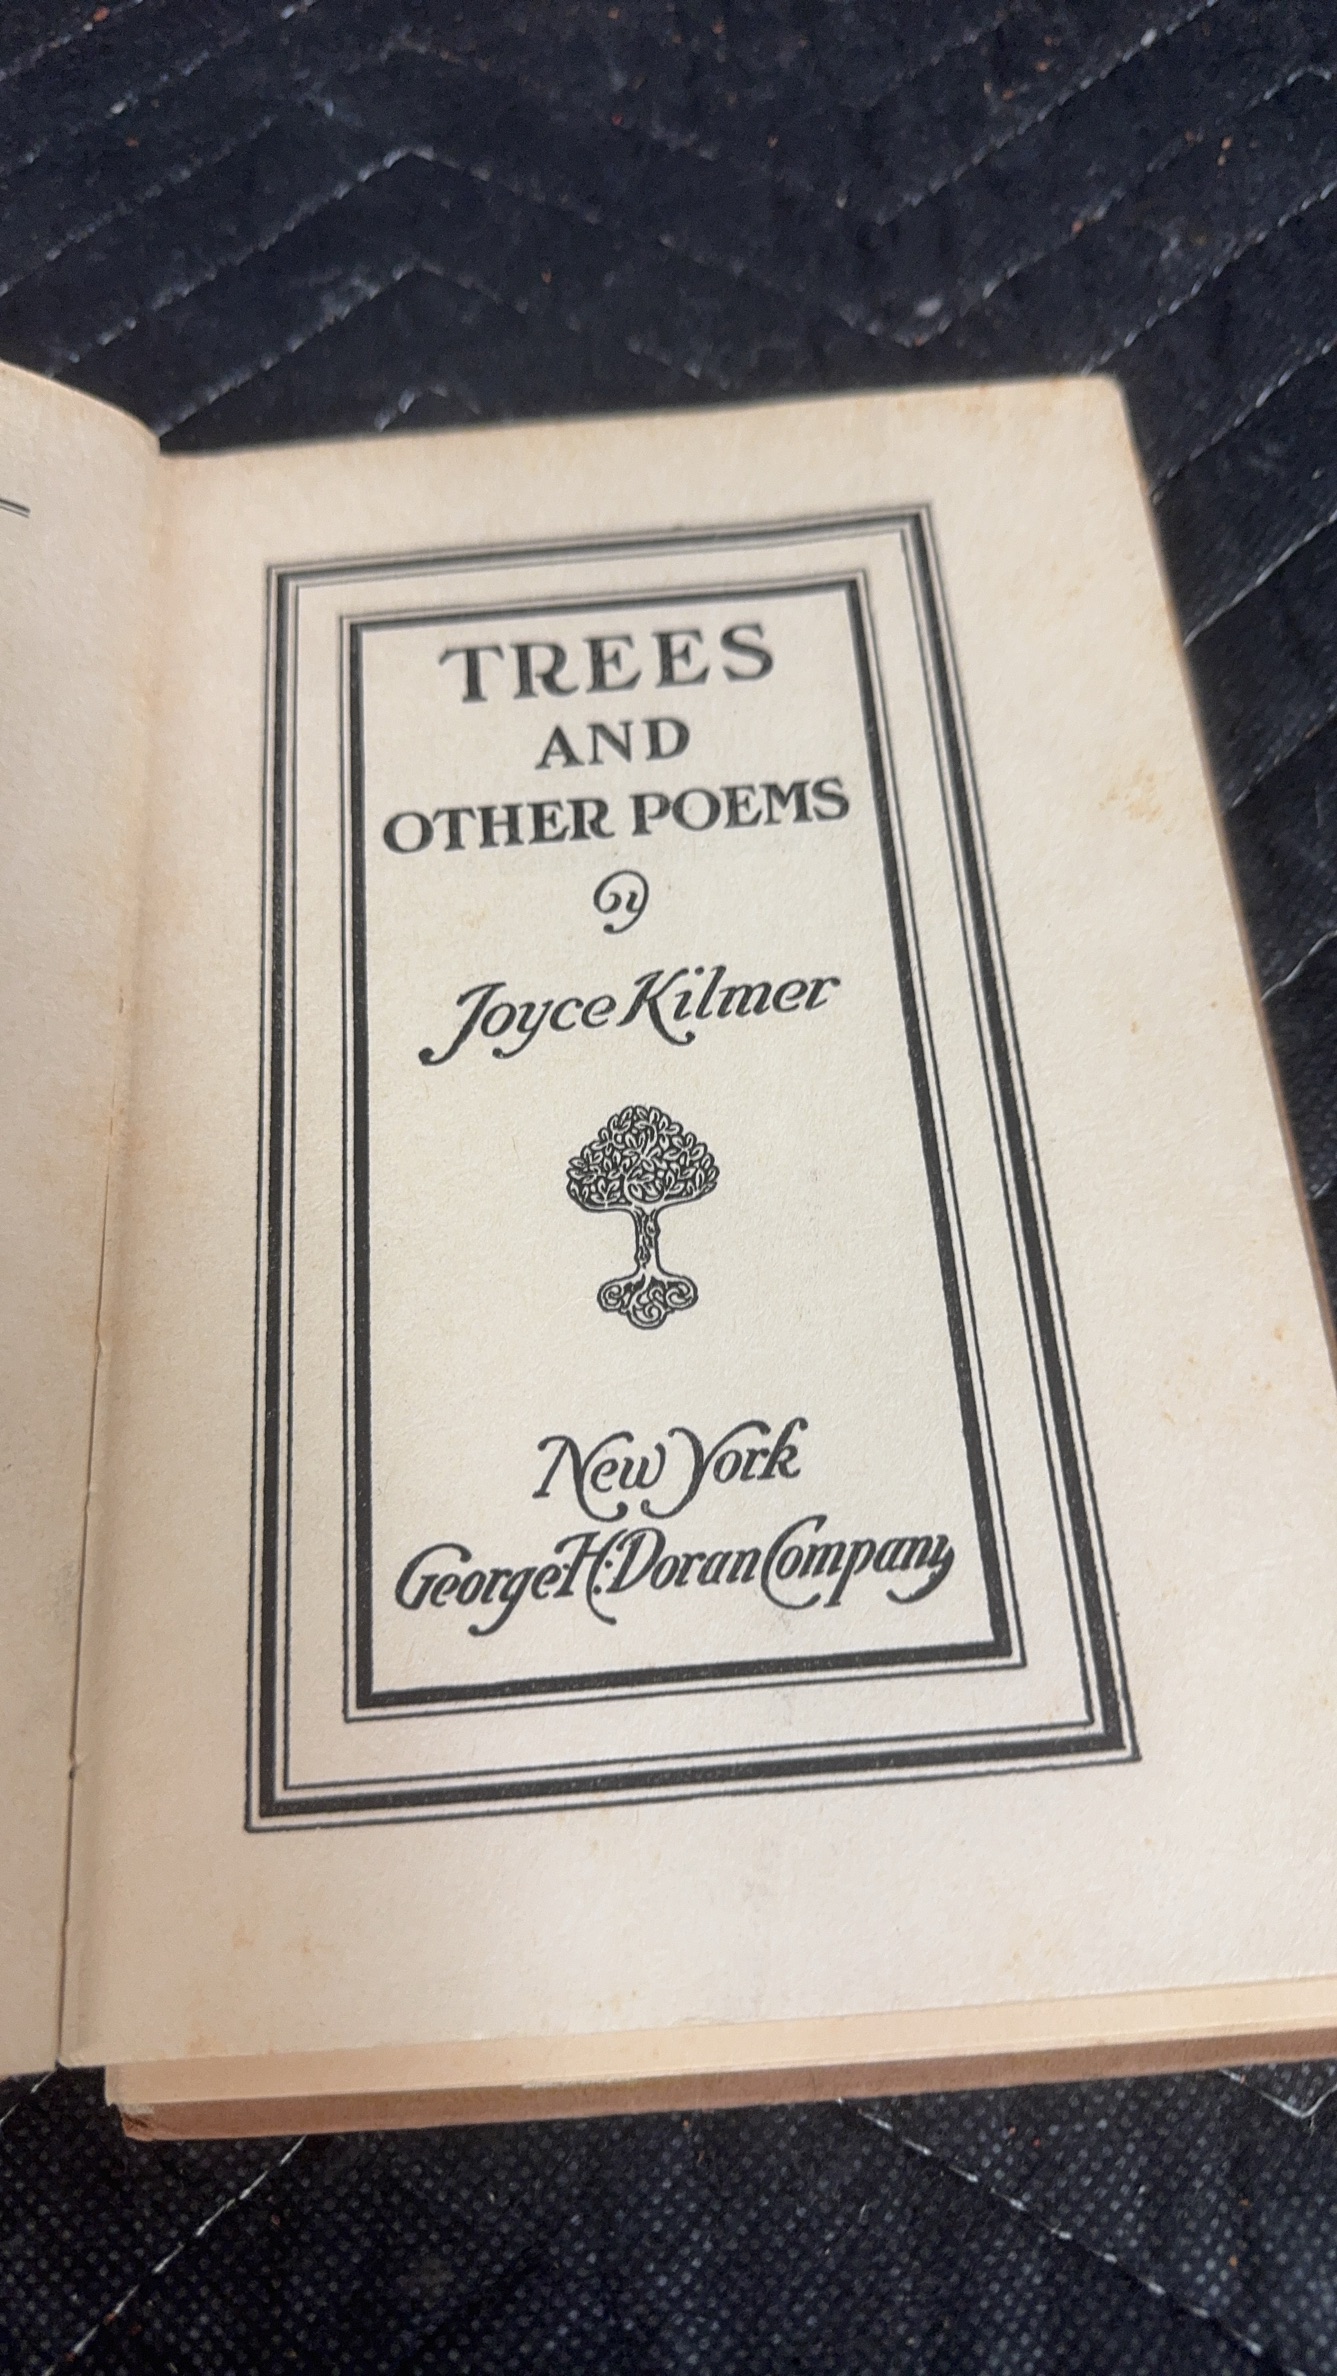 TREES
AND
OTHER POEMS
By
Joyce Kilmer
New York
George H. Doran Company